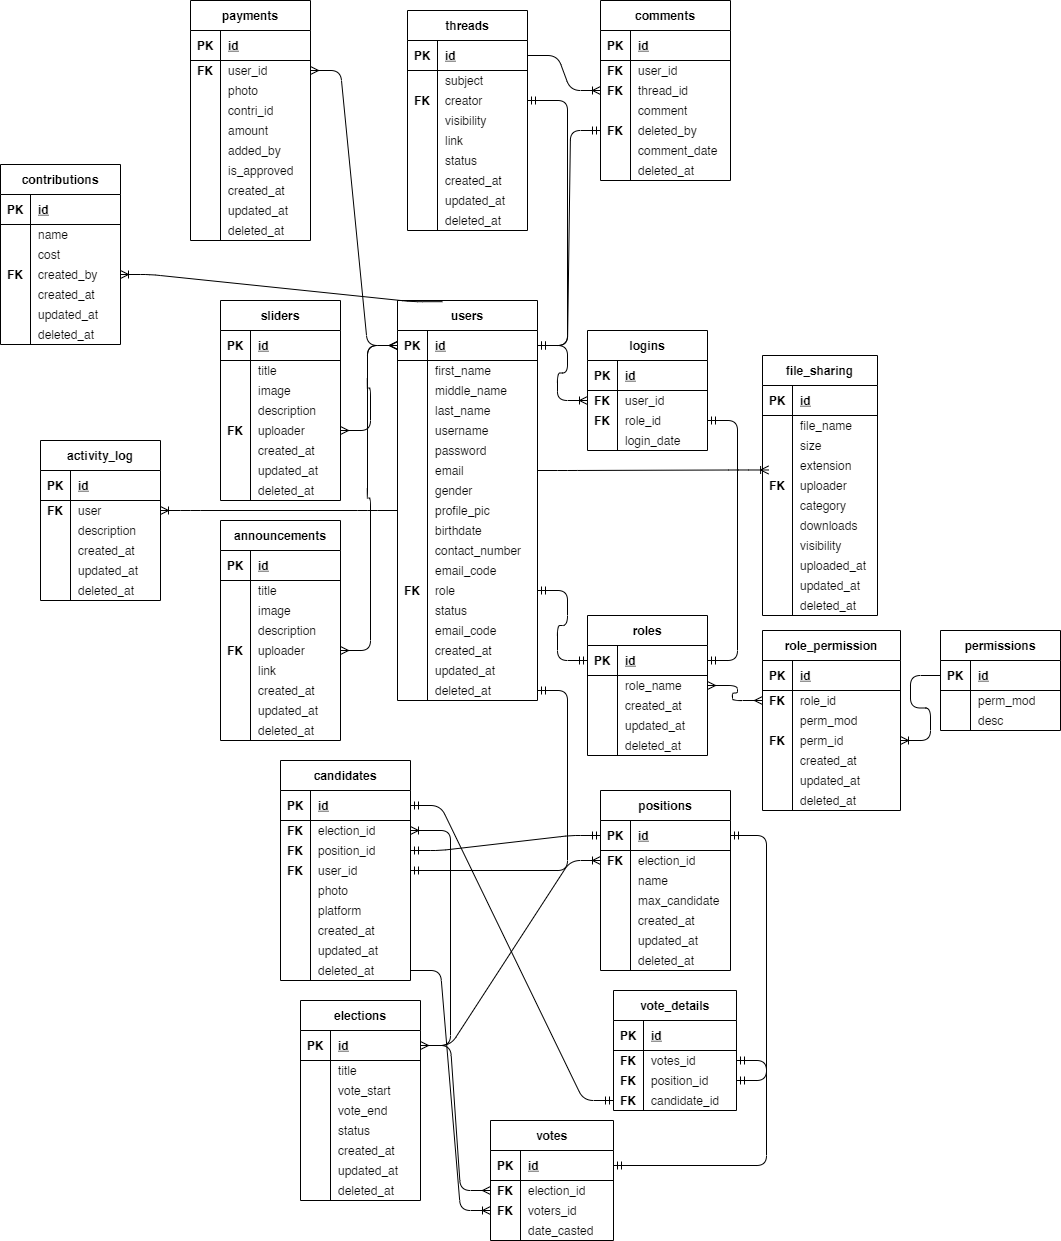 payments
PK id
FK user_id
photo
contri_id
amount
added_by
is_approved
created_at
updated_at
deleted_at
threads
PK id
subject
FK creator
visibility
link
status
created_at
updated_at
deleted_at
comments
PK id
FK user_id
FK thread_id
comment
FK deleted_by
comment_date
deleted_at
contributions
PK id
name
cost
FK created_by
created_at
updated_at
deleted_at
sliders
PK id
title
image
description
FK uploader
created_at
updated_at
deleted_at
users
PK id
first_name
middle_name
last_name
username
password
email
gender
profile_pic
birthdate
contact_number
email_code
FK role
status
email_code
created_at
updated_at
deleted_at
logins
PK id
FK user_id
FK role_id
login_date
file_sharing
PK id
file_name
size
extension
FK uploader
category
downloads
visibility
uploaded_at
updated_at
deleted_at
activity_log
PK id
FK user
description
created_at
updated_at
deleted_at
announcements
PK id
title
image
description
FK uploader
link
created_at
updated_at
deleted_at
roles
PK id
role_name
created_at
updated_at
deleted_at
role_permission
PK id
FK role_id
perm_mod
FK perm_id
created_at
updated_at
deleted_at
permissions
PK id
perm_mod
desc
candidates
PK id
FK election_id
FK position_id
FK user_id
photo
platform
created_at
updated_at
deleted_at
positions
PK id
FK election_id
name
max_candidate
created_at
updated_at
deleted_at
elections
PK id
title
vote_start
vote_end
status
created_at
updated_at
deleted_at
vote_details
PK id
FK votes_id
FK position_id
FK candidate_id
votes
PK id
FK election_id
FK voters_id
date_casted